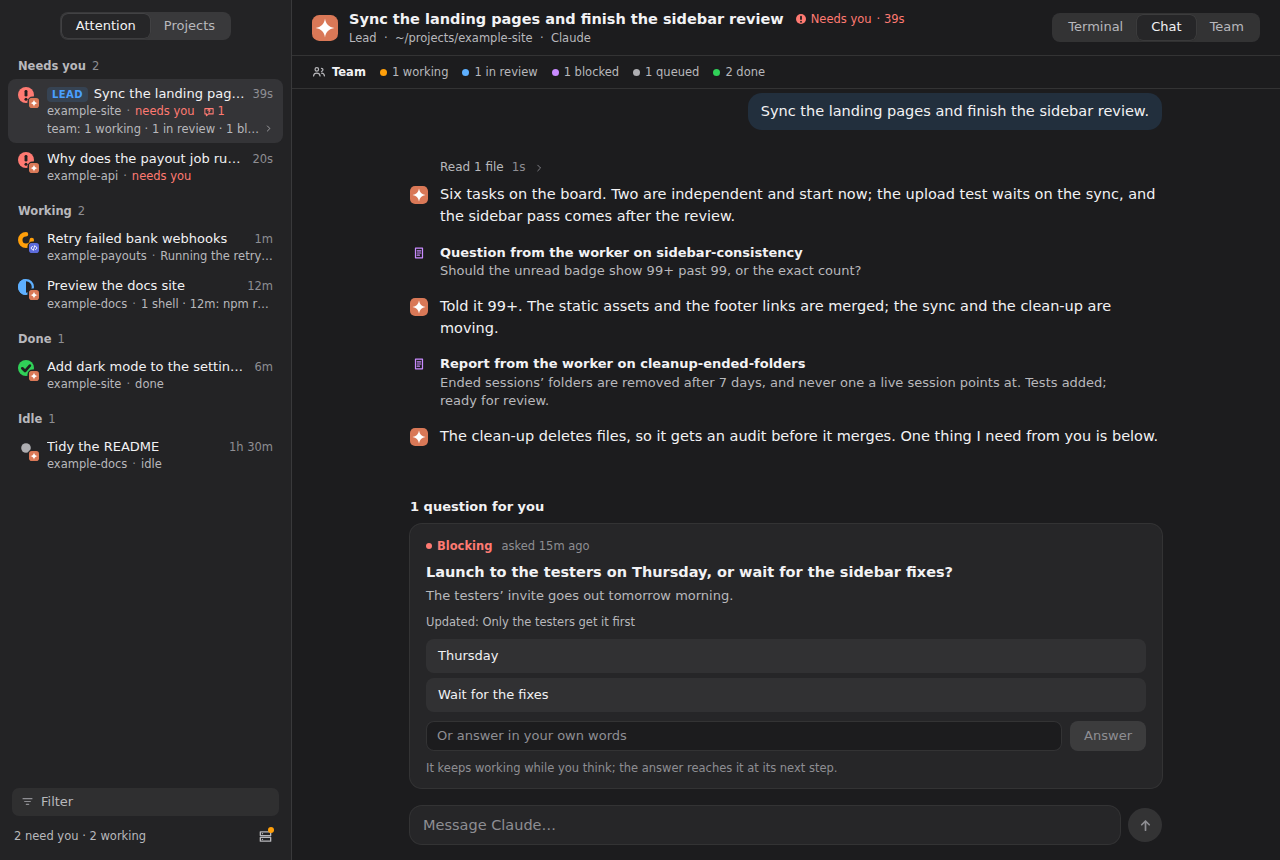 Attention Projects
Needs you 2
LEAD Sync the landing pag… 39s
example-site · needs you 1
team: 1 working · 1 in review · 1 bl…
Why does the payout job ru… 20s
example-api · needs you
Working 2
Retry failed bank webhooks 1m
example-payouts · Running the retry…
Preview the docs site 12m
example-docs · 1 shell · 12m: npm r…
Done 1
Add dark mode to the settin… 6m
example-site · done
Idle 1
Tidy the README 1h 30m
example-docs · idle
Filter
2 need you · 2 working
Sync the landing pages and finish the sidebar review Needs you · 39s
Lead · ~/projects/example-site · Claude
Terminal Chat Team
Team 1 working 1 in review 1 blocked 1 queued 2 done
Sync the landing pages and finish the sidebar review.
Read 1 file 1s
Six tasks on the board. Two are independent and start now; the upload test waits on the sync, and
the sidebar pass comes after the review.
Question from the worker on sidebar-consistency
Should the unread badge show 99+ past 99, or the exact count?
Told it 99+. The static assets and the footer links are merged; the sync and the clean-up are
moving.
Report from the worker on cleanup-ended-folders
Ended sessions’ folders are removed after 7 days, and never one a live session points at. Tests added;
ready for review.
The clean-up deletes files, so it gets an audit before it merges. One thing I need from you is below.
1 question for you
Blocking asked 15m ago
Launch to the testers on Thursday, or wait for the sidebar fixes?
The testers’ invite goes out tomorrow morning.
Updated: Only the testers get it first
Thursday
Wait for the fixes
Or answer in your own words Answer
It keeps working while you think; the answer reaches it at its next step.
Message Claude…